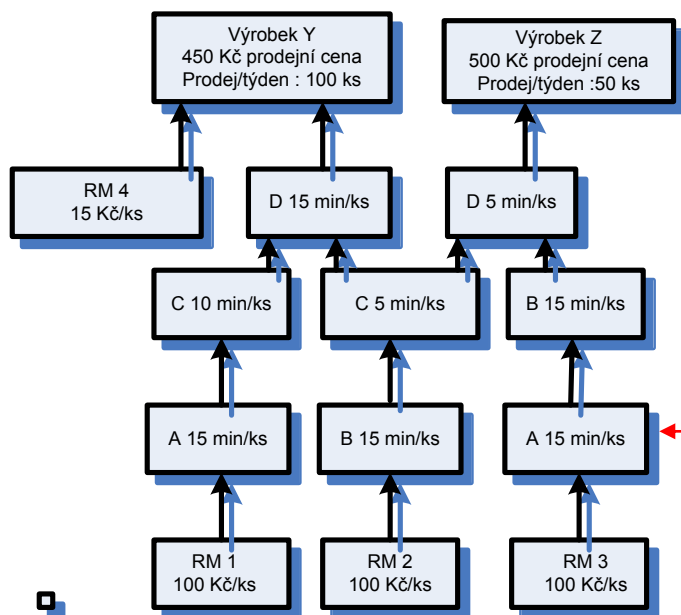 Výrobek Y
450 Kč prodejní cena
Prodej/týden : 100 ks
Výrobek Z
500 Kč prodejní cena
Prodej/týden :50 ks
RM 4
15 Kč/ks
D 15 min/ks
D 5 min/ks
C 10 min/ks
C 5 min/ks
B 15 min/ks
A 15 min/ks
B 15 min/ks
A 15 min/ks
RM 1
100 Kč/ks
RM 2
100 Kč/ks
RM 3
100 Kč/ks